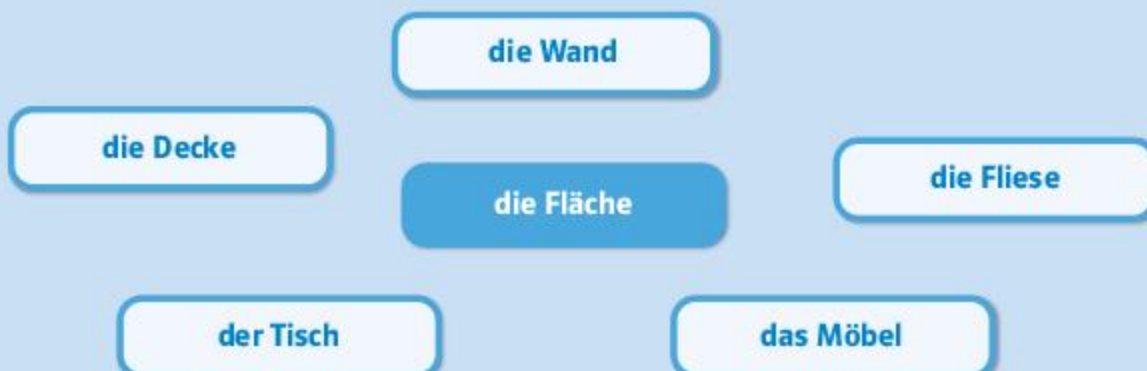 die Wand
die Decke
die Fliese
die Fläche
der Tisch
das Möbel